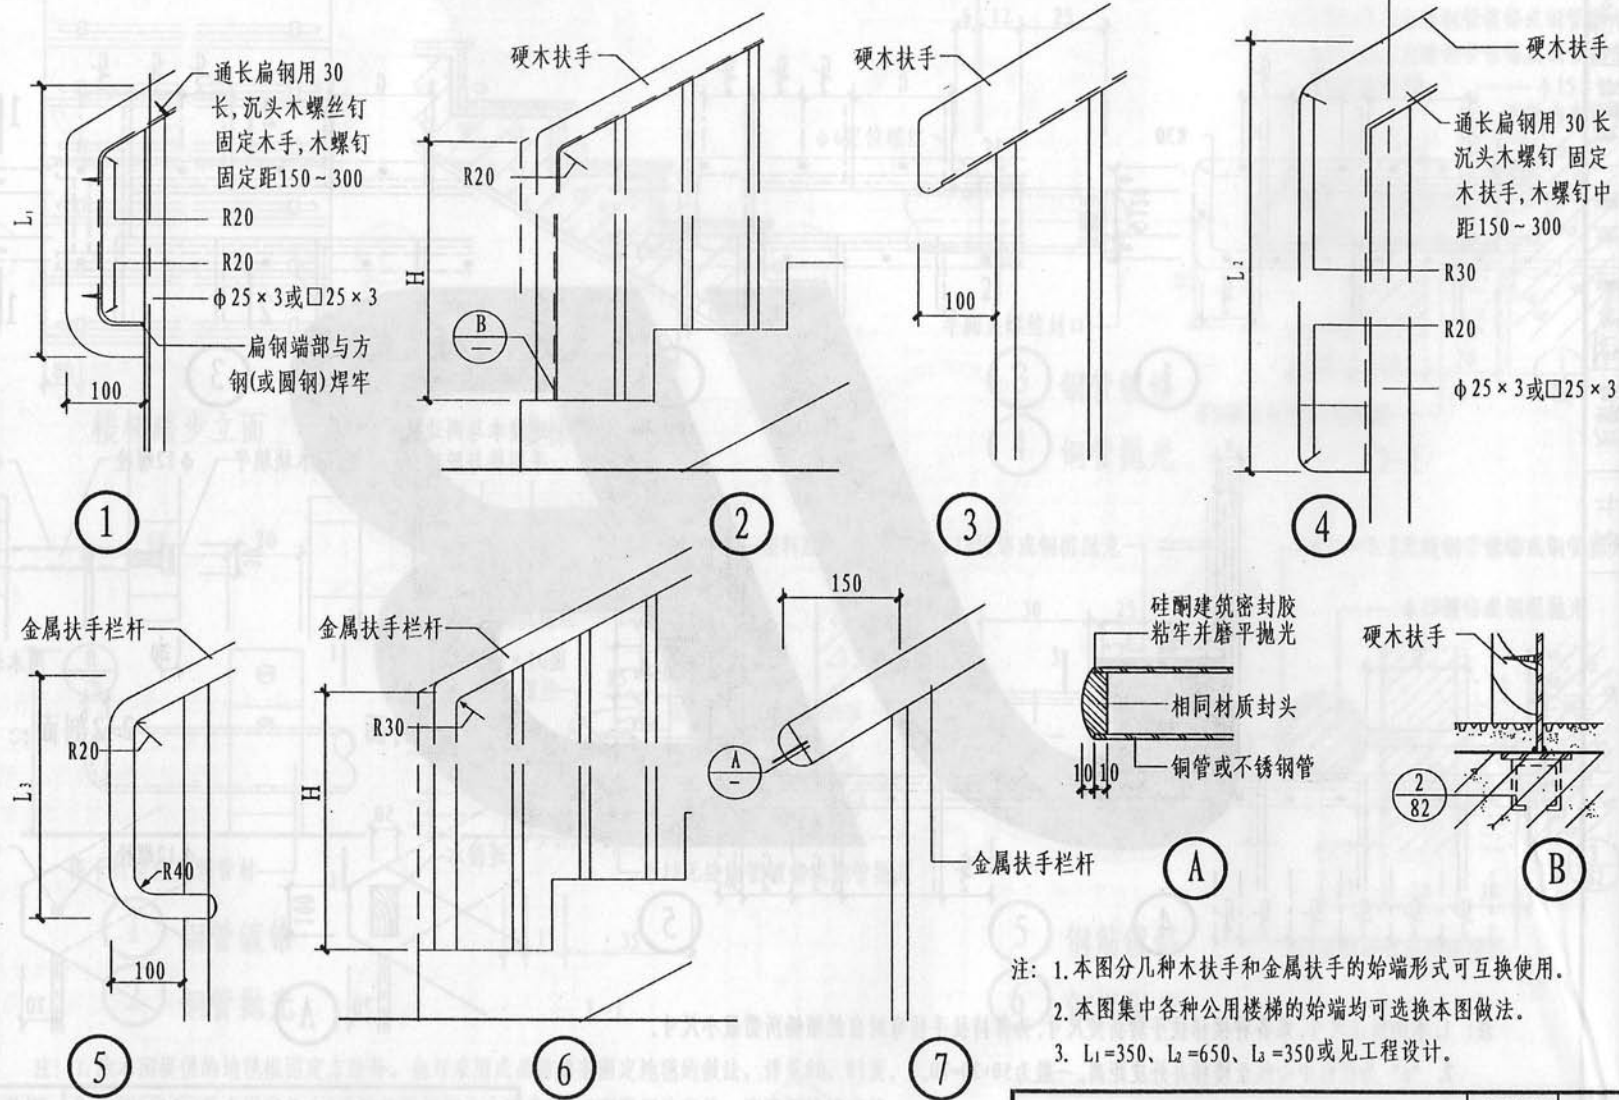 通长扁钢用 30
长,沉头木螺丝钉
固定木手,木螺钉
固定距150~300
R20
R20
ф25×3或口25×3
扁钢端部与方
钢(或圆钢)焊牢
L₁
100
1
硬木扶手
R20
H
B
—
2
硬木扶手
100
3
硬木扶手
通长扁钢用 30 长
沉头木螺钉 固定
木扶手,木螺钉中
距150~300
L₂
R30
R20
ф25×3或口25×3
4
金属扶手栏杆
R20
L₃
R40
100
5
金属扶手栏杆
R30
H
6
150
A
—
金属扶手栏杆
7
硅酮建筑密封胶
粘牢并磨平抛光
相同材质封头
铜管或不锈钢管
10 10
A
硬木扶手
2
82
B
注: 1.本图分几种木扶手和金属扶手的始端形式可互换使用。
2.本图集中各种公用楼梯的始端均可选换本图做法。
3. L₁=350、L₂=650、L₃=350或见工程设计。